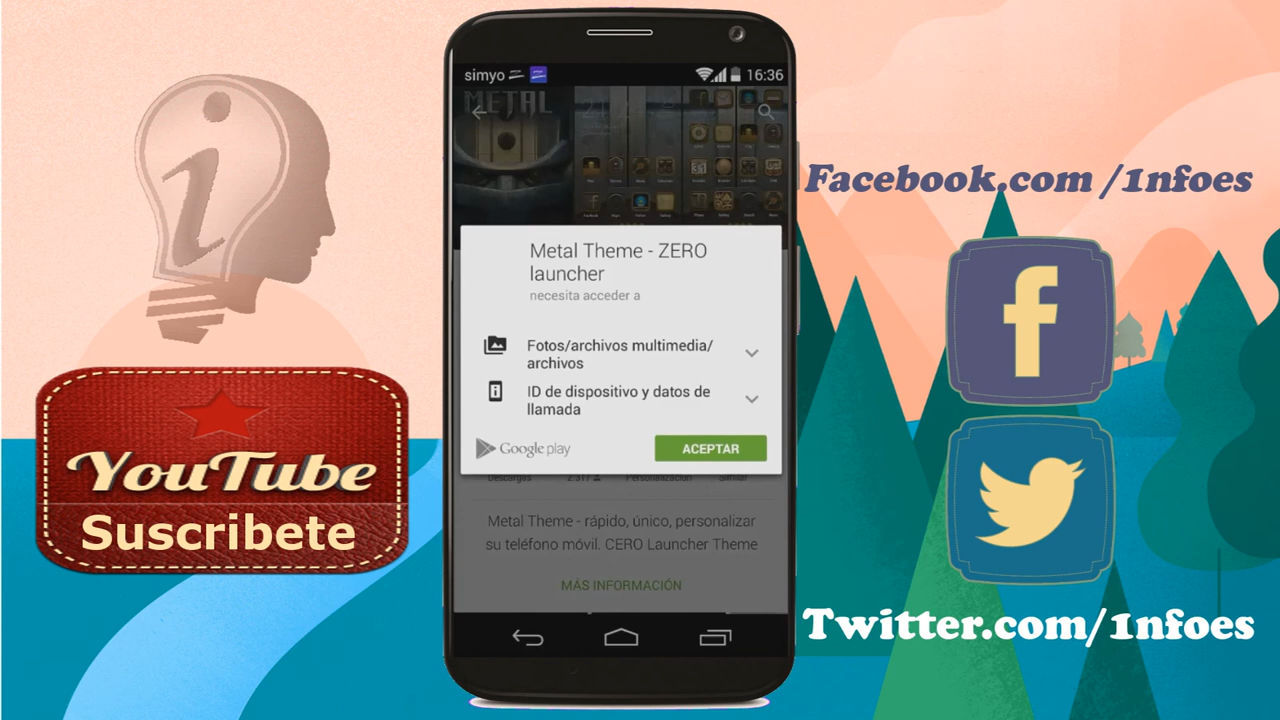 simyo
16:36
METAL
Metal Theme - ZERO
launcher
necesita acceder a
Fotos/archivos multimedia/
archivos
ID de dispositivo y datos de
llamada
Google play
ACEPTAR
Descargas 2.317 Personalización Similar
Metal Theme - rápido, único, personalizar
su teléfono móvil. CERO Launcher Theme
MÁS INFORMACIÓN
YouTube
Suscribete
Facebook.com /1nfoes
f
Twitter.com/1nfoes